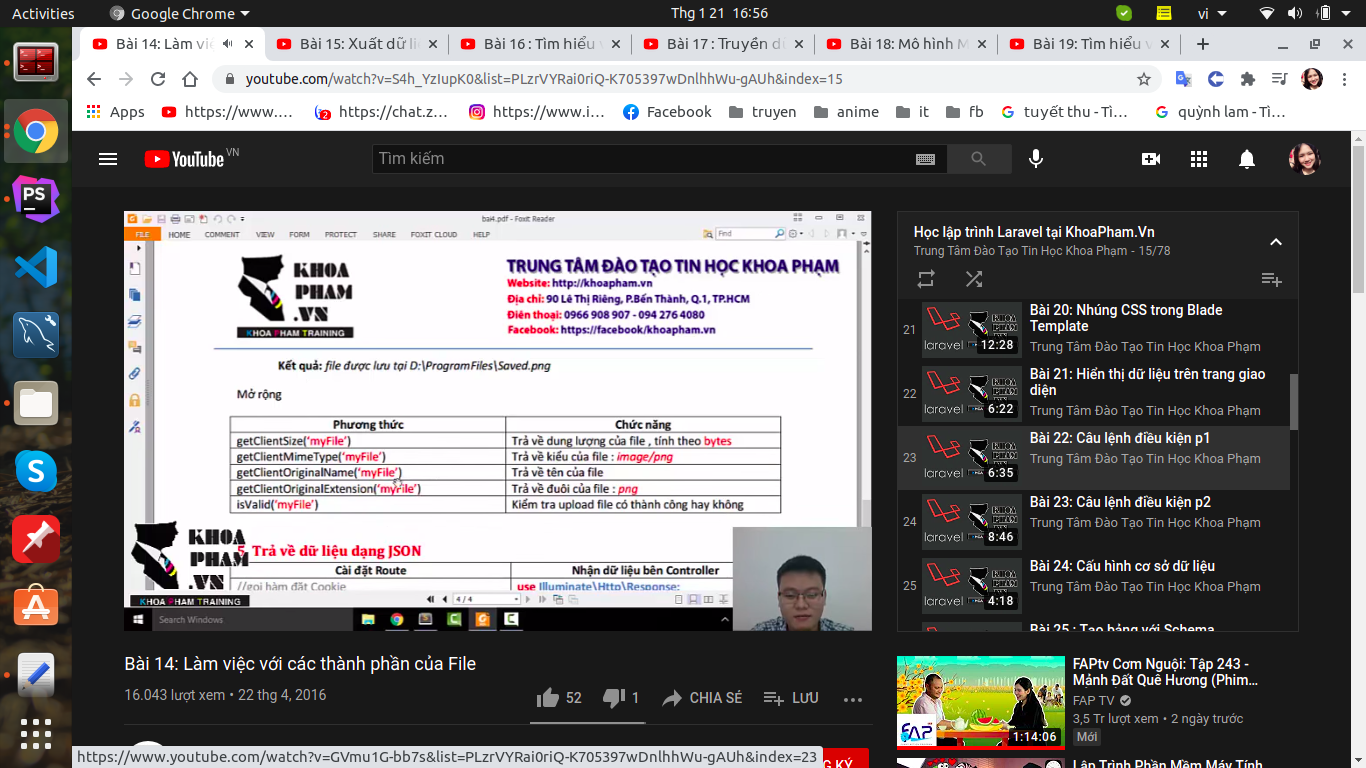 Activities
Google Chrome
Thg 1 21 16:56
vi
Bài 14: Làm việ
Bài 15: Xuất dữ li
Bài 16 : Tìm hiểu
Bài 17 : Truyền dữ
Bài 18: Mô hình M
Bài 19: Tìm hiểu v
youtube.com/watch?v=S4h_YzIupK0&list=PLzrVYRai0riQ-K705397wDnlhhWu-gAUh&index=15
Apps
https://www....
https://chat.z...
https://www.i...
Facebook
truyen
anime
it
fb
tuyết thu - Tì...
quỳnh lam - Tì...
YouTube VN
Tìm kiếm
bai4.pdf - Foxit Reader
FILE HOME COMMENT VIEW FORM PROTECT SHARE FOXIT CLOUD HELP
Find
KHOA
PHAM
.VN
KHOA PHAM TRAINING
TRUNG TÂM ĐÀO TẠO TIN HỌC KHOA PHẠM
Website: http://khoapham.vn
Địa chỉ: 90 Lê Thị Riêng, P.Bến Thành, Q.1, TP.HCM
Điên thoại: 0966 908 907 - 094 276 4080
Facebook: https://facebook/khoapham.vn
Kết quả: file được lưu tại D:\ProgramFiles\Saved.png
Mở rộng
Phương thức
Chức năng
getClientSize('myFile')
Trả về dung lượng của file , tính theo bytes
getClientMimeType('myFile')
Trả về kiểu của file : image/png
getClientOriginalName('myFile')
Trả về tên của file
getClientOriginalExtension('myFile')
Trả về đuôi của file : png
isValid('myFile')
Kiểm tra upload file có thành công hay không
5. Trả về dữ liệu dạng JSON
Cài đặt Route
Nhận dữ liệu bên Controller
//gọi hàm đặt Cookie
use Illuminate\Http\Response;
KHOA
PHAM
.VN
KHOA PHAM TRAINING
4 / 4
Search Windows
Bài 14: Làm việc với các thành phần của File
16.043 lượt xem • 22 thg 4, 2016
52
1
CHIA SẺ
LƯU
Học lập trình Laravel tại KhoaPham.Vn
Trung Tâm Đào Tạo Tin Học Khoa Phạm - 15/78
21
laravel
12:28
Bài 20: Nhúng CSS trong Blade
Template
Trung Tâm Đào Tạo Tin Học Khoa Phạm
22
laravel
6:22
Bài 21: Hiển thị dữ liệu trên trang giao
diện
Trung Tâm Đào Tạo Tin Học Khoa Phạm
23
laravel
6:35
Bài 22: Câu lệnh điều kiện p1
Trung Tâm Đào Tạo Tin Học Khoa Phạm
24
laravel
8:46
Bài 23: Câu lệnh điều kiện p2
Trung Tâm Đào Tạo Tin Học Khoa Phạm
25
laravel
4:18
Bài 24: Cấu hình cơ sở dữ liệu
Trung Tâm Đào Tạo Tin Học Khoa Phạm
Bài 25 : Tạo bảng với Schema
FAP
1:14:06
FAPtv Cơm Nguội: Tập 243 -
Mảnh Đất Quê Hương (Phim...
FAP TV
3,5 Tr lượt xem • 2 ngày trước
Mới
Lập Trình Phần Mềm Máy Tính
https://www.youtube.com/watch?v=GVmu1G-bb7s&list=PLzrVYRai0riQ-K705397wDnlhhWu-gAUh&index=23